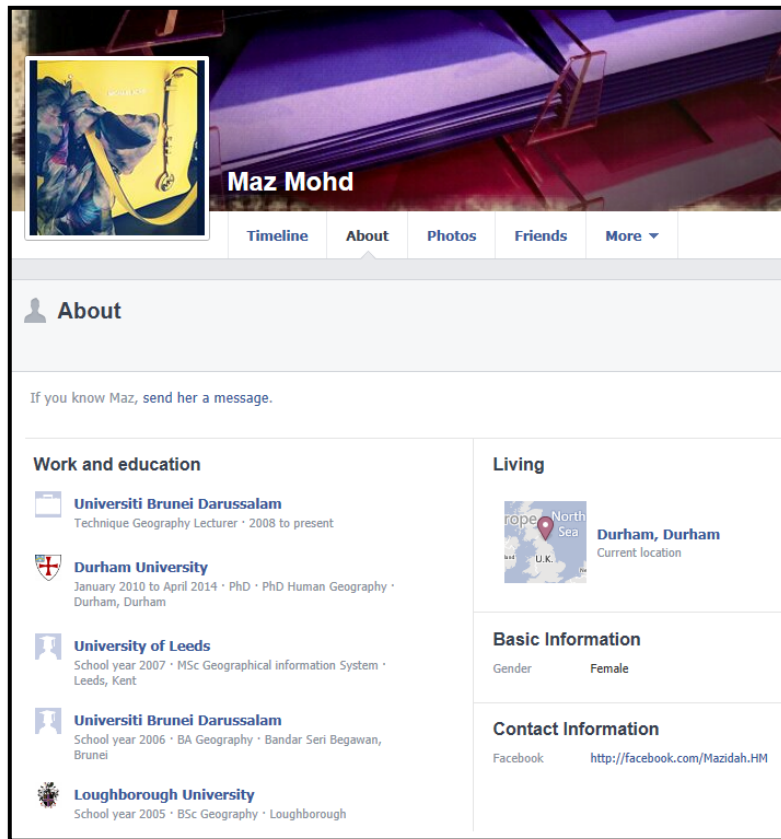 Maz Mohd
Timeline
About
Photos
Friends
More
About
If you know Maz, send her a message.
Work and education
Universiti Brunei Darussalam
Technique Geography Lecturer · 2008 to present
Durham University
January 2010 to April 2014 · PhD · PhD Human Geography ·
Durham, Durham
University of Leeds
School year 2007 · MSc Geographical information System ·
Leeds, Kent
Universiti Brunei Darussalam
School year 2006 · BA Geography · Bandar Seri Begawan,
Brunei
Loughborough University
School year 2005 · BSc Geography · Loughborough
Living
North
Sea
U.K.
Durham, Durham
Current location
Basic Information
Gender
Female
Contact Information
Facebook
http://facebook.com/Mazidah.HM